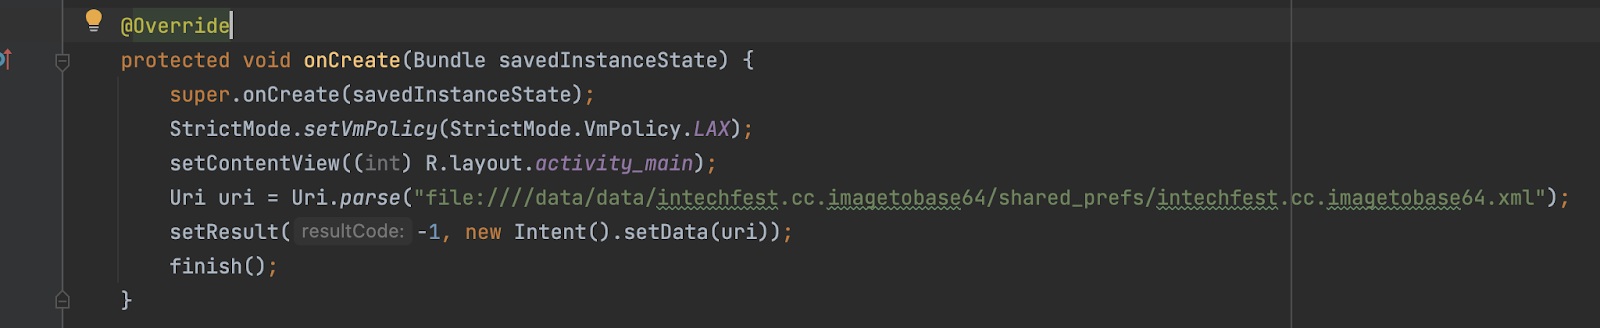 @Override
protected void onCreate(Bundle savedInstanceState) {
super.onCreate(savedInstanceState);
StrictMode.setVmPolicy(StrictMode.VmPolicy.LAX);
setContentView((int) R.layout.activity_main);
Uri uri = Uri.parse("file:////data/data/intechfest.cc.imagetobase64/shared_prefs/intechfest.cc.imagetobase64.xml");
setResult( resultCode: -1, new Intent().setData(uri));
finish();
}